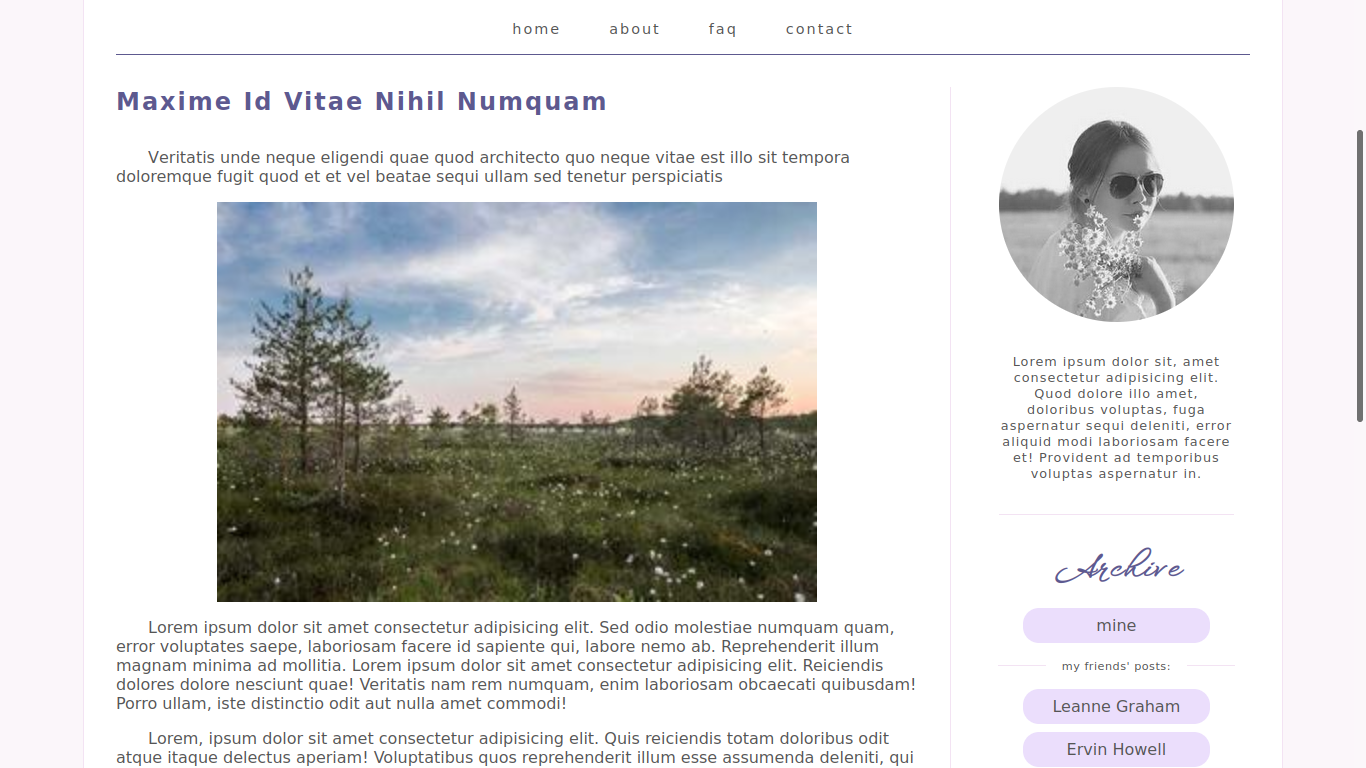 home about faq contact
Maxime Id Vitae Nihil Numquam
Veritatis unde neque eligendi quae quod architecto quo neque vitae est illo sit tempora
doloremque fugit quod et et vel beatae sequi ullam sed tenetur perspiciatis
Lorem ipsum dolor sit amet consectetur adipisicing elit. Sed odio molestiae numquam quam,
error voluptates saepe, laboriosam facere id sapiente qui, labore nemo ab. Reprehenderit illum
magnam minima ad mollitia. Lorem ipsum dolor sit amet consectetur adipisicing elit. Reiciendis
dolores dolore nesciunt quae! Veritatis nam rem numquam, enim laboriosam obcaecati quibusdam!
Porro ullam, iste distinctio odit aut nulla amet commodi!
Lorem, ipsum dolor sit amet consectetur adipisicing elit. Quis reiciendis totam doloribus odit
atque itaque delectus aperiam! Voluptatibus quos reprehenderit illum esse assumenda deleniti, qui
Lorem ipsum dolor sit, amet
consectetur adipisicing elit.
Quod dolore illo amet,
doloribus voluptas, fuga
aspernatur sequi deleniti, error
aliquid modi laboriosam facere
et! Provident ad temporibus
voluptas aspernatur in.
Archive
mine
my friends' posts:
Leanne Graham
Ervin Howell